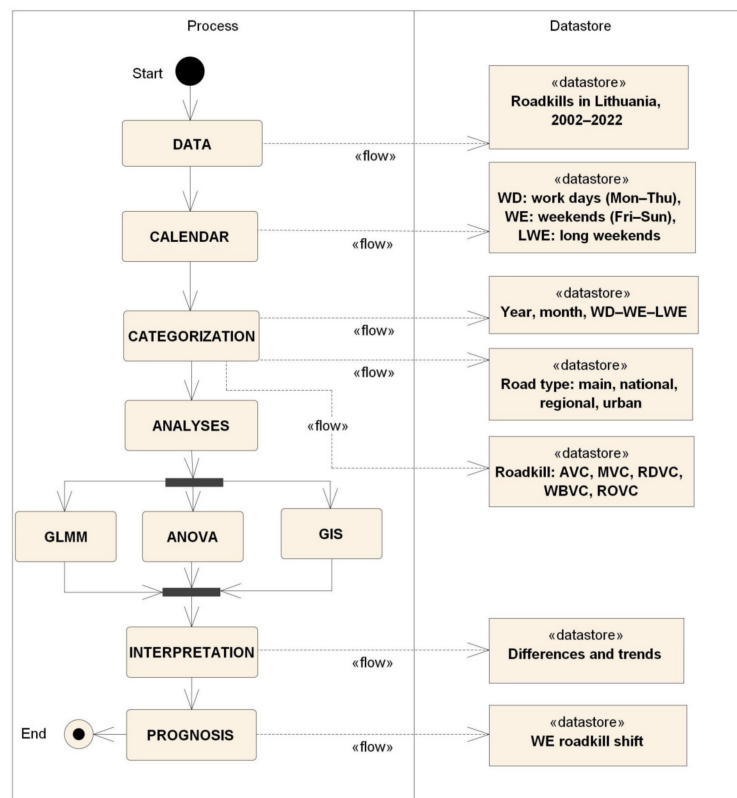 Process
Datastore
Start
«datastore»
Roadkills in Lithuania,
2002–2022
DATA
«flow»
«datastore»
WD: work days (Mon–Thu),
WE: weekends (Fri–Sun),
LWE: long weekends
CALENDAR
«flow»
«datastore»
Year, month, WD–WE–LWE
CATEGORIZATION
«flow»
«flow»
«datastore»
Road type: main, national,
regional, urban
ANALYSES
«flow»
«datastore»
Roadkill: AVC, MVC, RDVC,
WBVC, ROVC
GLMM
ANOVA
GIS
INTERPRETATION
«flow»
«datastore»
Differences and trends
End
PROGNOSIS
«flow»
«datastore»
WE roadkill shift